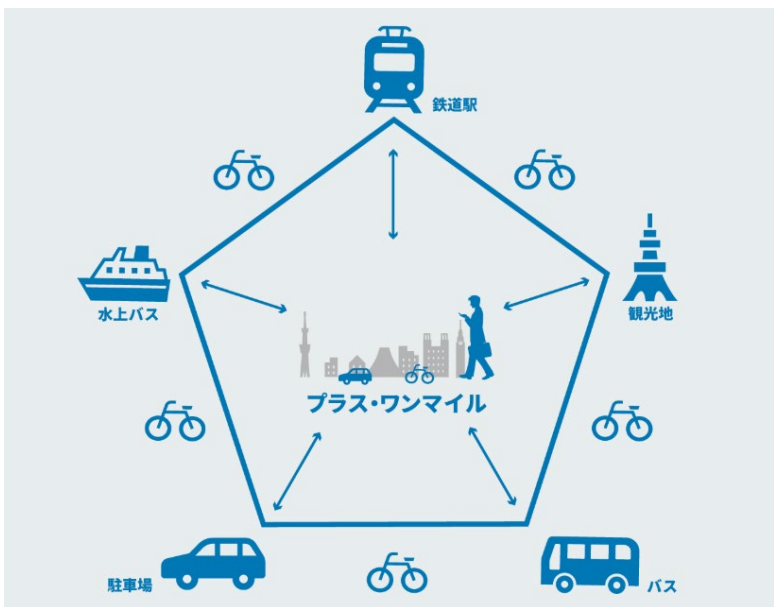 鉄道駅
水上バス
観光地
プラス・ワンマイル
駐車場
バス